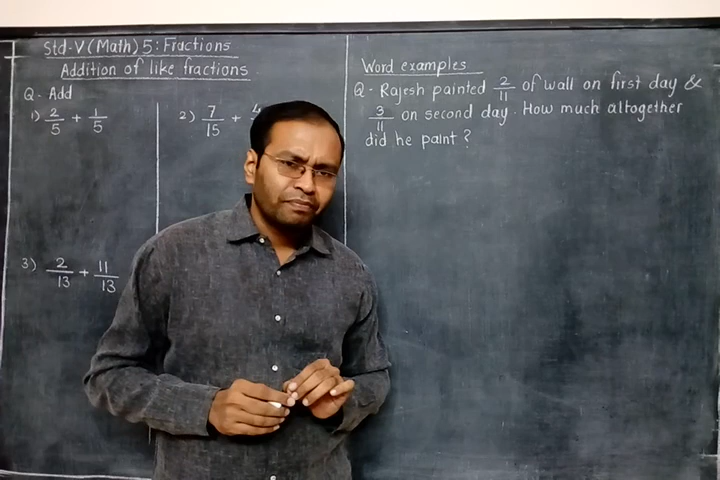 Std-V (Math) 5: Fractions
Addition of like fractions
Q - Add
1) 2/5 + 1/5
2) 7/15 + 4
3) 2/13 + 11/13
Word examples
Q - Rajesh painted 2/11 of wall on first day &
3/11 on second day. How much altogether
did he paint?